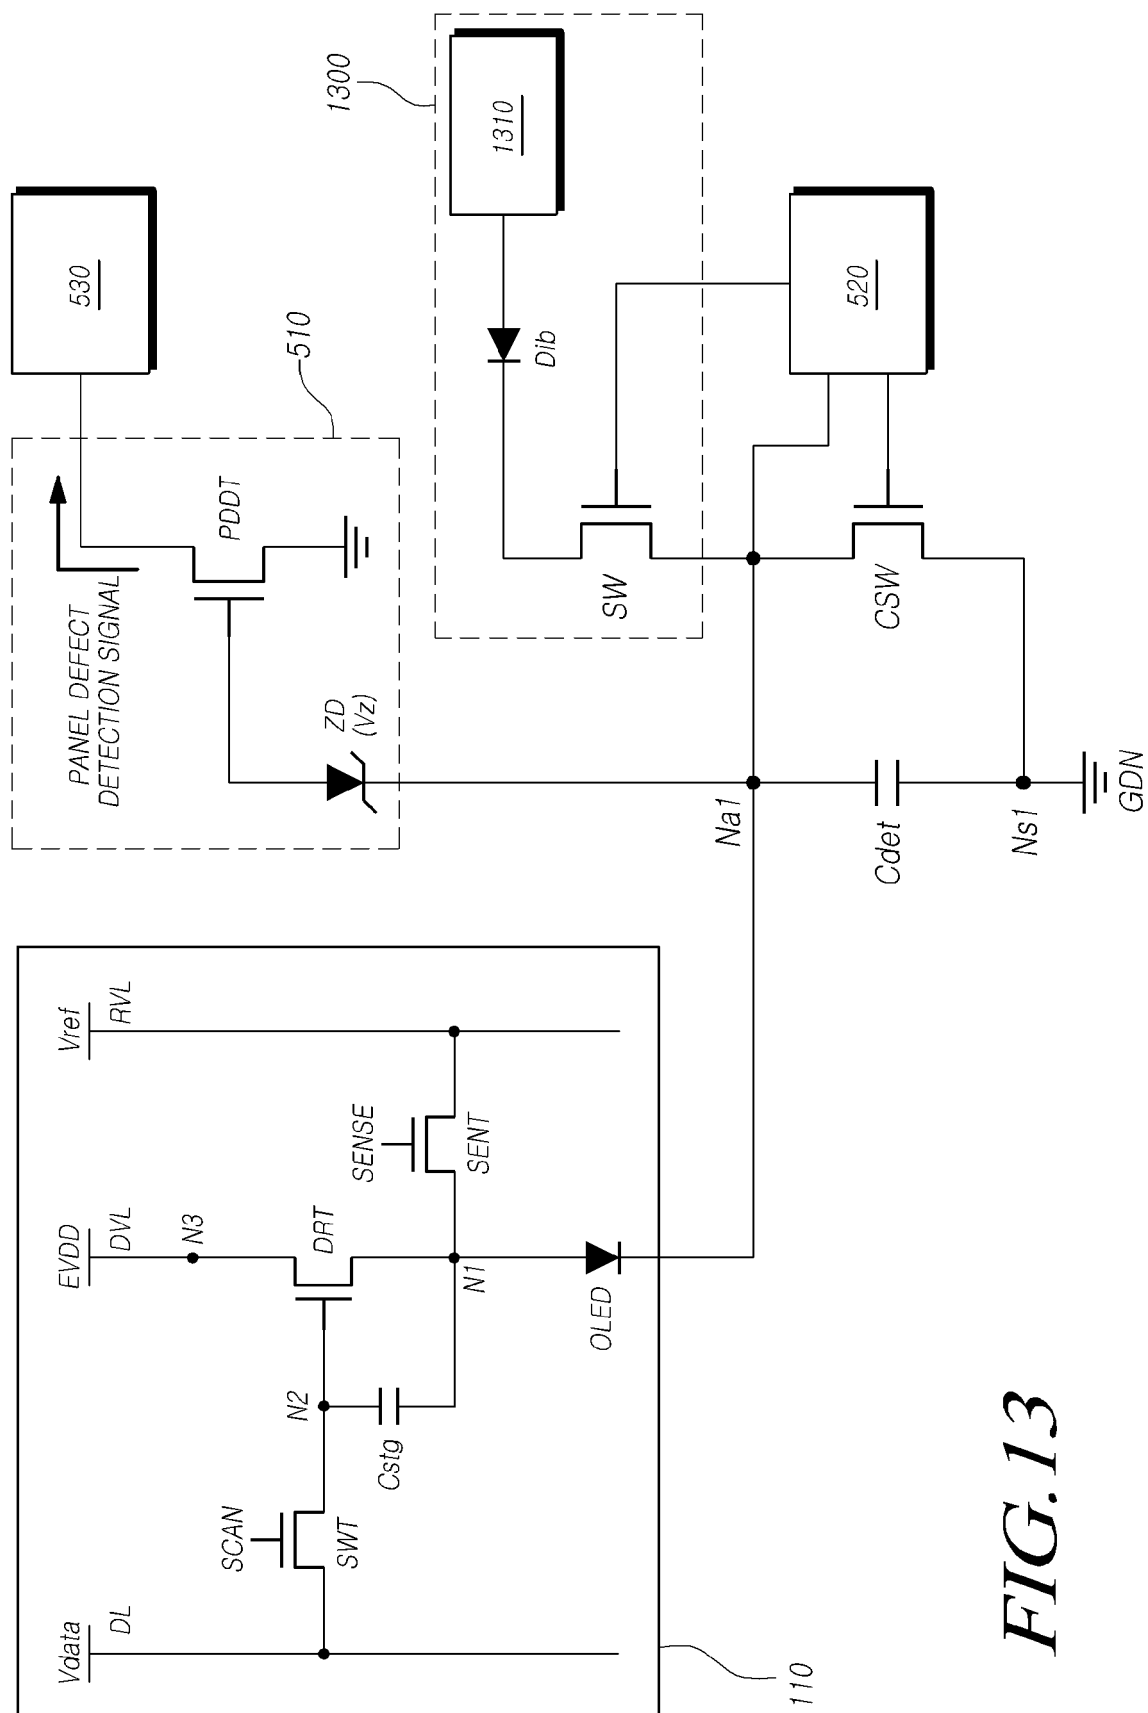 Vdata
DL
SCAN
SWT
N2
Cstg
EVDD
DVL
N3
DRT
N1
OLED
SENSE
SENT
Vref
RVL
110
PANEL DEFECT
DETECTION SIGNAL
PDDT
ZD
(Vz)
510
530
1300
1310
Dib
SW
520
CSW
Na1
Cdet
Ns1
GDN
FIG.13